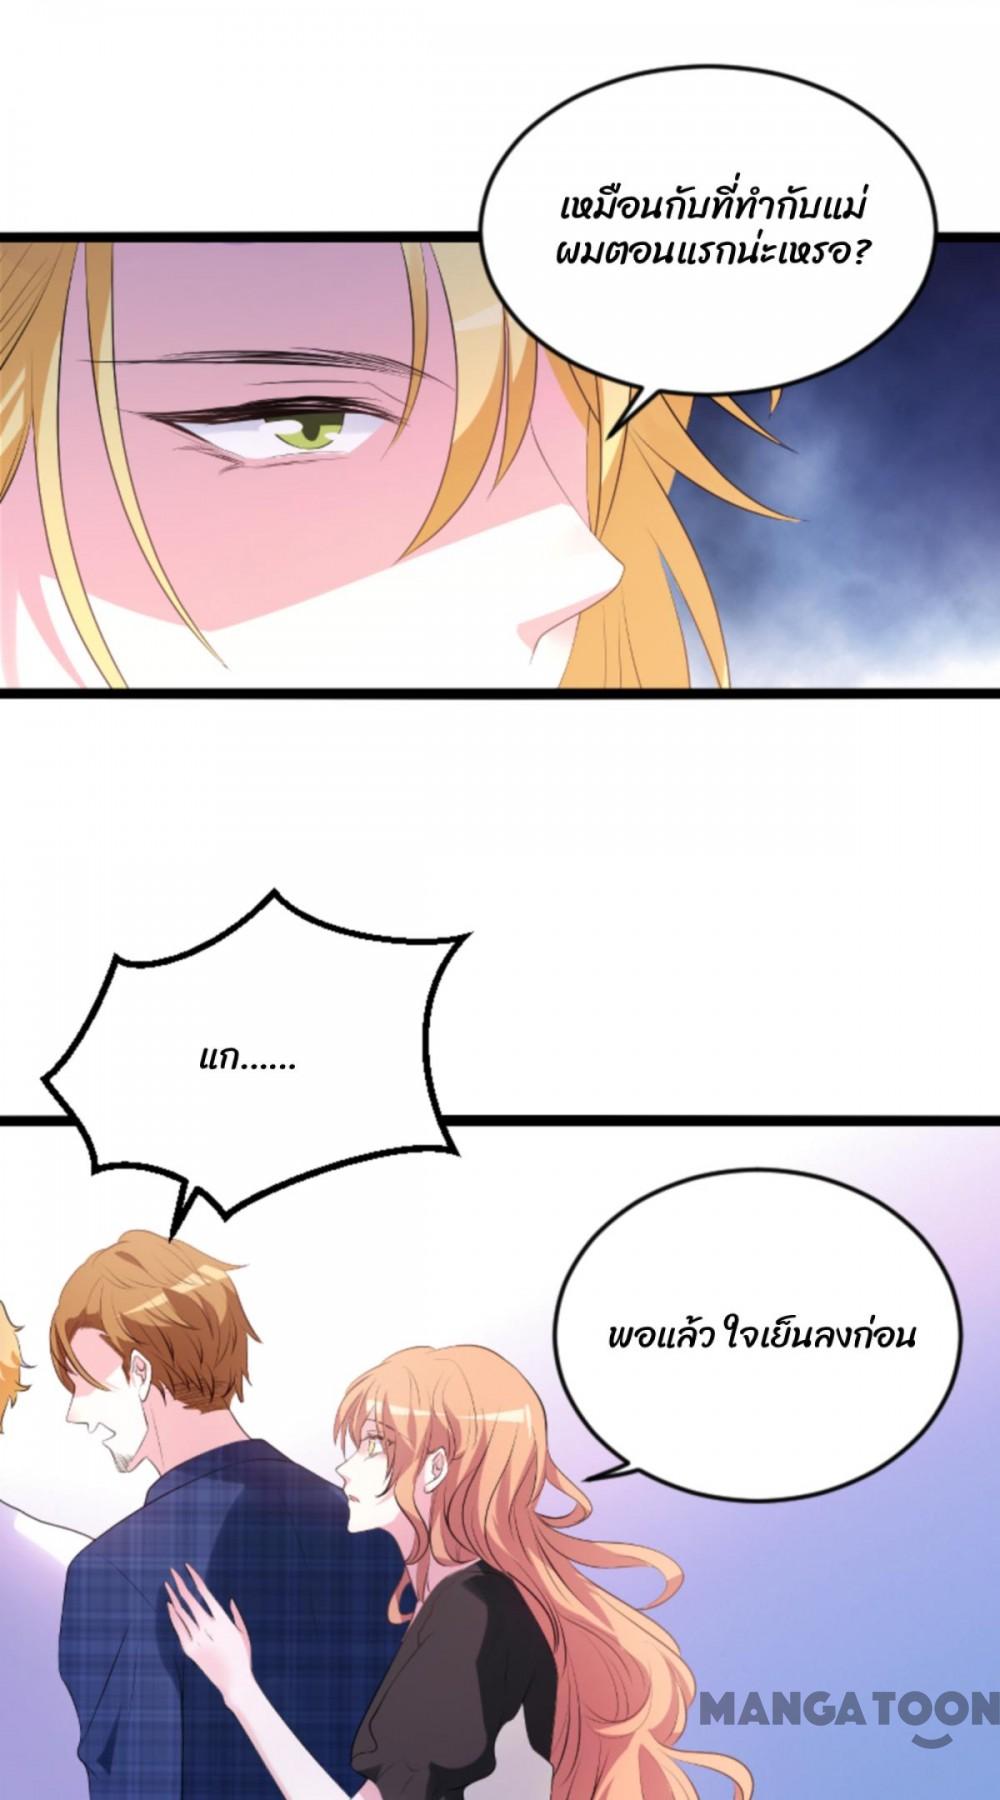 เหมือนกับที่ทำกับแม่
ผมตอนแรกน่ะเหรอ?
แก......
พอแล้ว ใจเย็นลงก่อน
MANGATOON